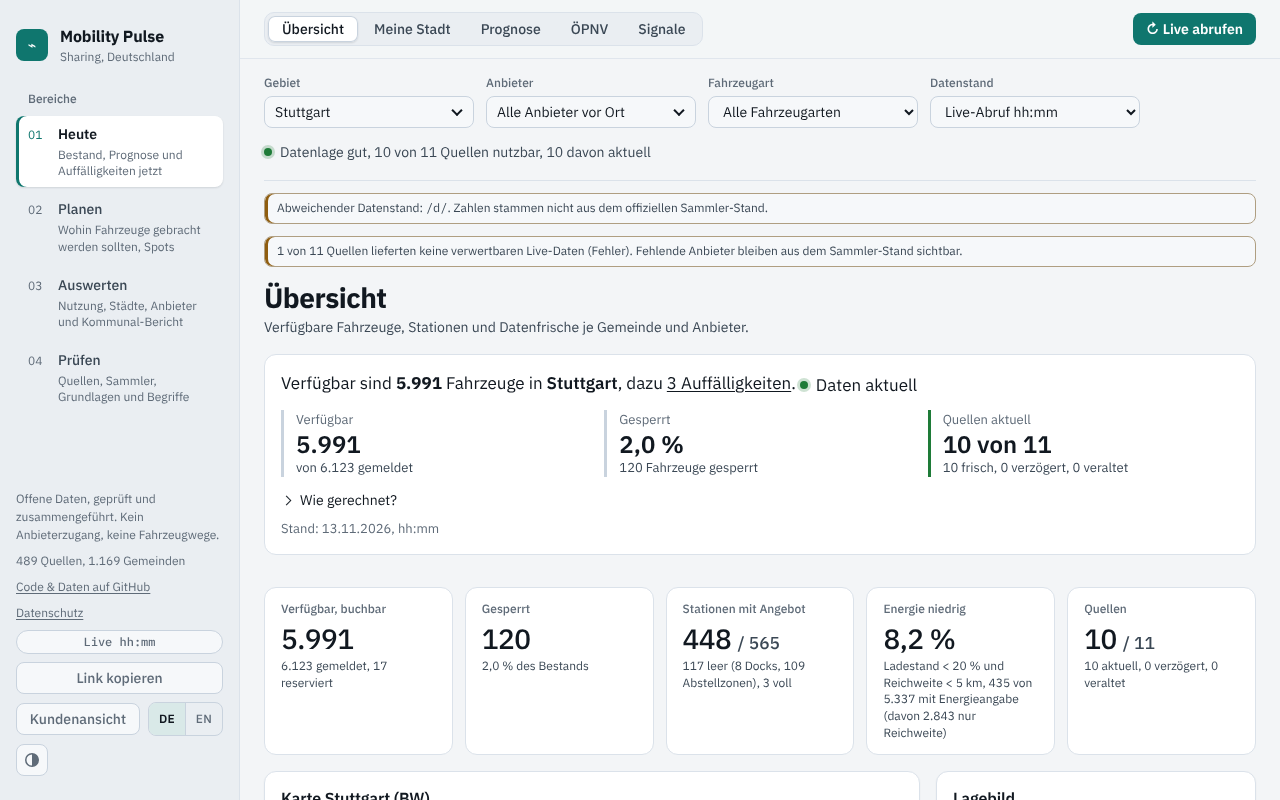 Mobility Pulse
Sharing, Deutschland
Bereiche
01 Heute
Bestand, Prognose und
Auffälligkeiten jetzt
02 Planen
Wohin Fahrzeuge gebracht
werden sollten, Spots
03 Auswerten
Nutzung, Städte, Anbieter
und Kommunal-Bericht
04 Prüfen
Quellen, Sammler,
Grundlagen und Begriffe
Offene Daten, geprüft und
zusammengeführt. Kein
Anbieterzugang, keine Fahrzeugwege.
489 Quellen, 1.169 Gemeinden
Code & Daten auf GitHub
Datenschutz
Live hh:mm
Link kopieren
Kundenansicht DE EN
Übersicht Meine Stadt Prognose ÖPNV Signale
↻ Live abrufen
Gebiet Anbieter Fahrzeugart Datenstand
Stuttgart Alle Anbieter vor Ort Alle Fahrzeugarten Live-Abruf hh:mm
Datenlage gut, 10 von 11 Quellen nutzbar, 10 davon aktuell
Abweichender Datenstand: /d/. Zahlen stammen nicht aus dem offiziellen Sammler-Stand.
1 von 11 Quellen lieferten keine verwertbaren Live-Daten (Fehler). Fehlende Anbieter bleiben aus dem Sammler-Stand sichtbar.
Übersicht
Verfügbare Fahrzeuge, Stationen und Datenfrische je Gemeinde und Anbieter.
Verfügbar sind 5.991 Fahrzeuge in Stuttgart, dazu 3 Auffälligkeiten. Daten aktuell
Verfügbar
5.991
von 6.123 gemeldet
Gesperrt
2,0 %
120 Fahrzeuge gesperrt
Quellen aktuell
10 von 11
10 frisch, 0 verzögert, 0 veraltet
Wie gerechnet?
Stand: 13.11.2026, hh:mm
Verfügbar, buchbar
5.991
6.123 gemeldet, 17
reserviert
Gesperrt
120
2,0 % des Bestands
Stationen mit Angebot
448 / 565
117 leer (8 Docks, 109
Abstellzonen), 3 voll
Energie niedrig
8,2 %
Ladestand < 20 % und
Reichweite < 5 km, 435 von
5.337 mit Energieangabe
(davon 2.843 nur
Reichweite)
Quellen
10 / 11
10 aktuell, 0 verzögert, 0
veraltet
Karte Stuttgart (BW)
Lagebild